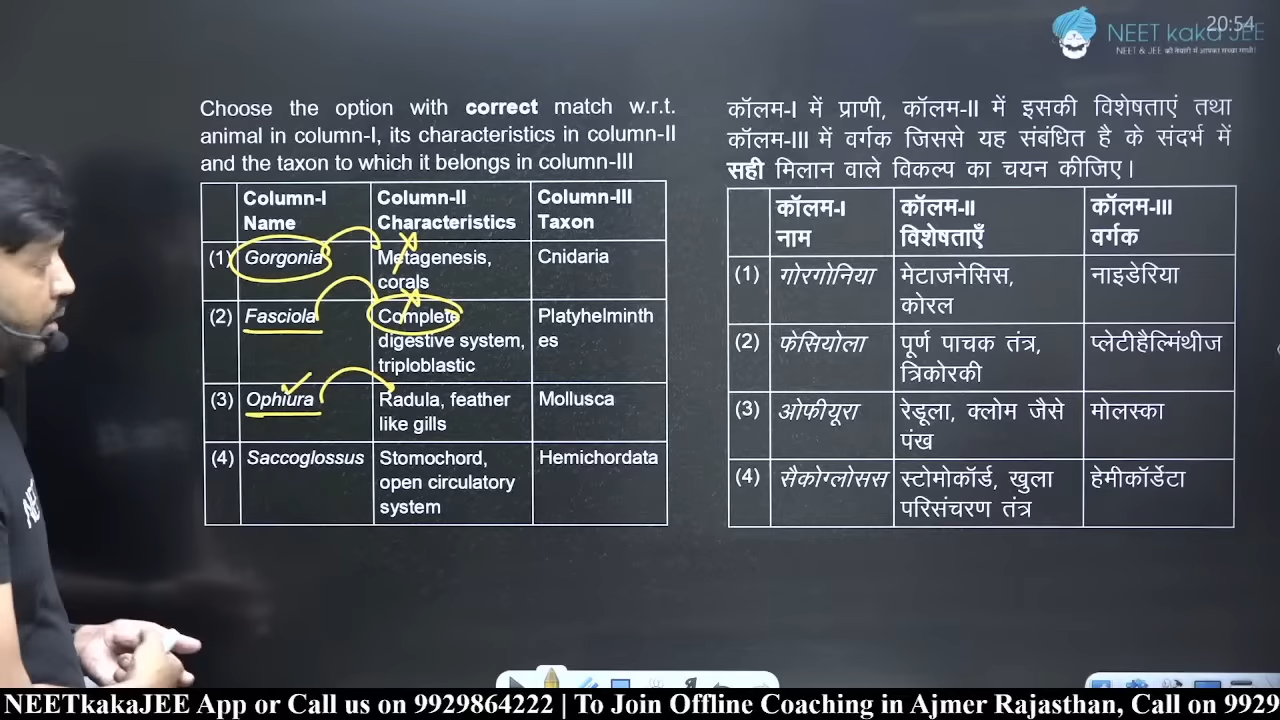 20:54
NEET kaka JEE
NEET & JEE की तैयारी में आपका सच्चा साथी!
Choose the option with correct match w.r.t.
animal in column-I, its characteristics in column-II
and the taxon to which it belongs in column-III
Column-I Name Column-II Characteristics Column-III Taxon
(1) Gorgonia Metagenesis, corals Cnidaria
(2) Fasciola Complete digestive system, triploblastic Platyhelminthes
(3) Ophiura Radula, feather like gills Mollusca
(4) Saccoglossus Stomochord, open circulatory system Hemichordata
कॉलम-I में प्राणी, कॉलम-II में इसकी विशेषताएं तथा
कॉलम-III में वर्गक जिससे यह संबंधित है के संदर्भ में
सही मिलान वाले विकल्प का चयन कीजिए।
कॉलम-I नाम कॉलम-II विशेषताएँ कॉलम-III वर्गक
(1) गोरगोनिया मेटाजनेसिस, कोरल नाइडेरिया
(2) फेसियोला पूर्ण पाचक तंत्र, त्रिकोरकी प्लेटीहैल्मिंथीज
(3) ओफीयूरा रेडूला, क्लोम जैसे पंख मोलस्का
(4) सैकोग्लोसस स्टोमोकॉर्ड, खुला परिसंचरण तंत्र हेमीकॉर्डेटा
NEETkakaJEE App or Call us on 9929864222 | To Join Offline Coaching in Ajmer Rajasthan, Call on 9929